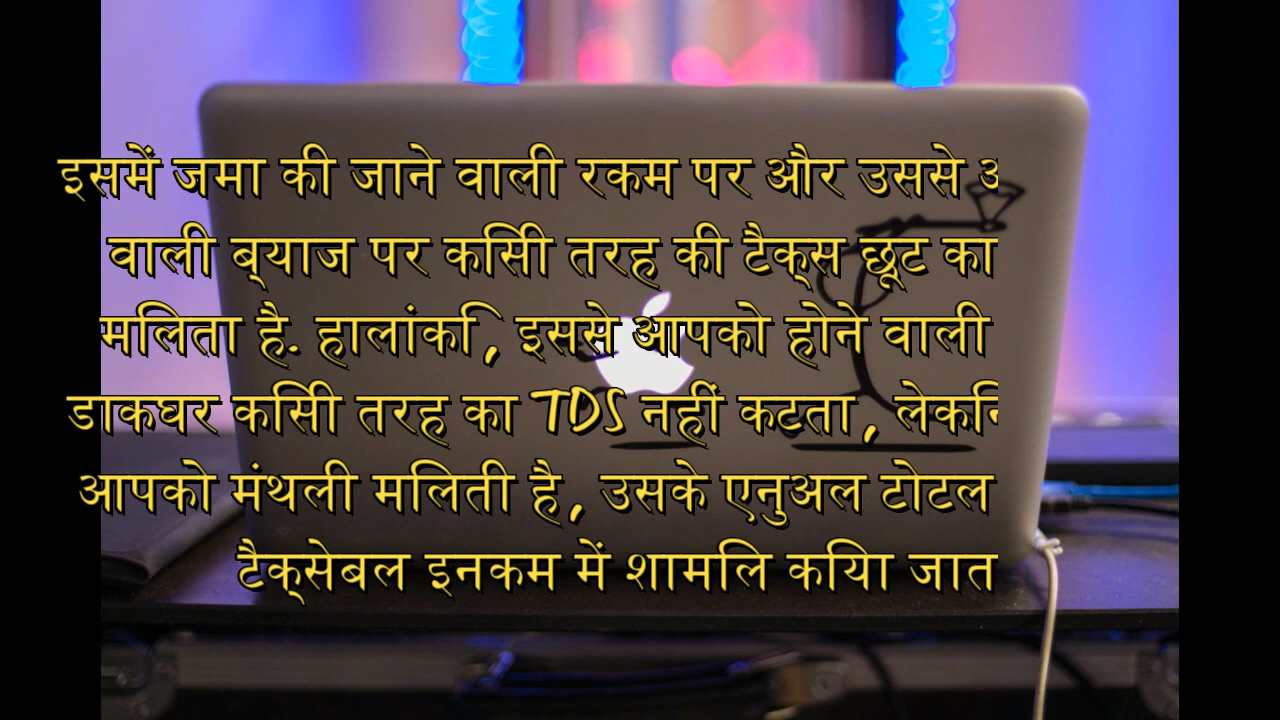 इसमें जमा की जाने वाली रकम पर और उससे
वाली ब्याज पर किसी तरह की टैक्स छूट का
मिलता है. हालांकि, इससे आपको होने वाली
डाकघर किसी तरह का TDS नहीं कटता, लेकिन
आपको मंथली मिलती है, उसके एनुअल टोटल
टैक्सेबल इनकम में शामिल किया जात